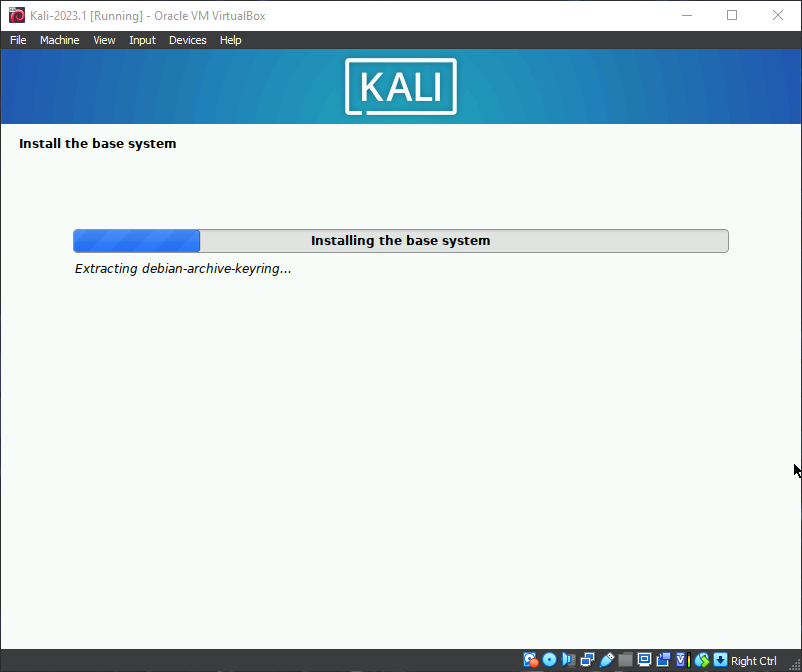 Kali-2023.1 [Running] - Oracle VM VirtualBox
File Machine View Input Devices Help
KALI
Install the base system
Installing the base system
Extracting debian-archive-keyring...
Right Ctrl